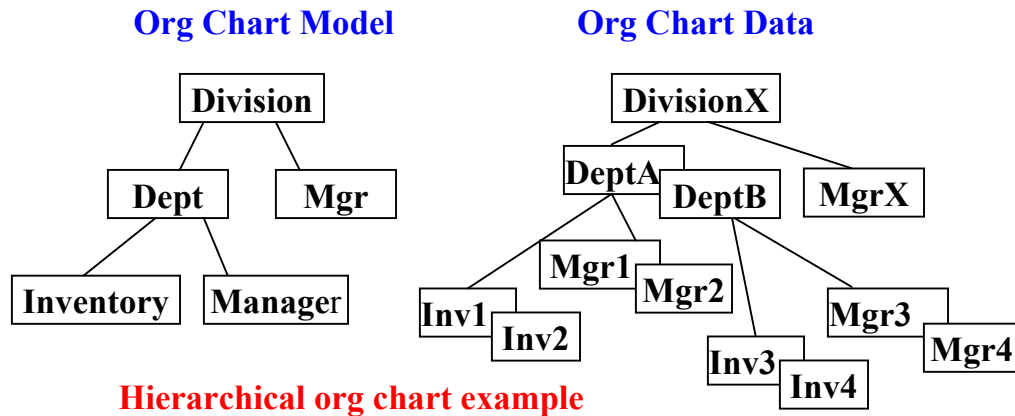 Org Chart Model
Org Chart Data
Division
DivisionX
Dept
Mgr
DeptA
DeptB
MgrX
Inventory
Manager
Inv1
Inv2
Mgr1
Mgr2
Inv3
Inv4
Mgr3
Mgr4
Hierarchical org chart example